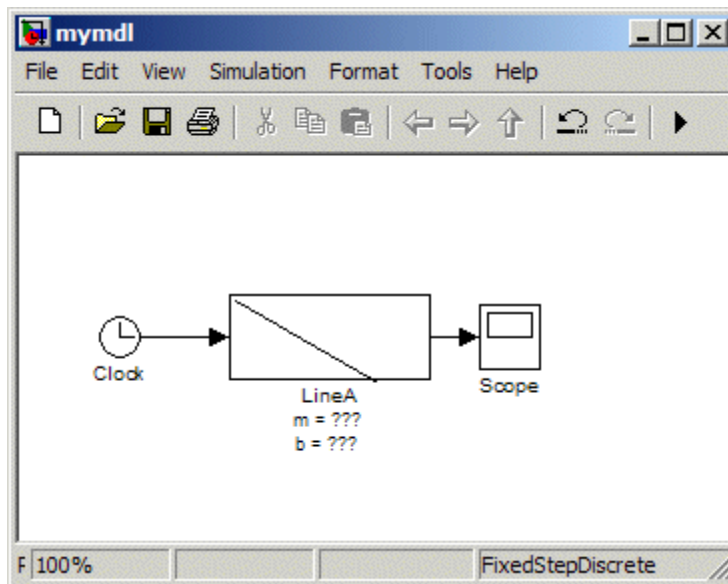 mymdl
File Edit View Simulation Format Tools Help
Clock
LineA
m = ???
b = ???
Scope
F 100% FixedStepDiscrete